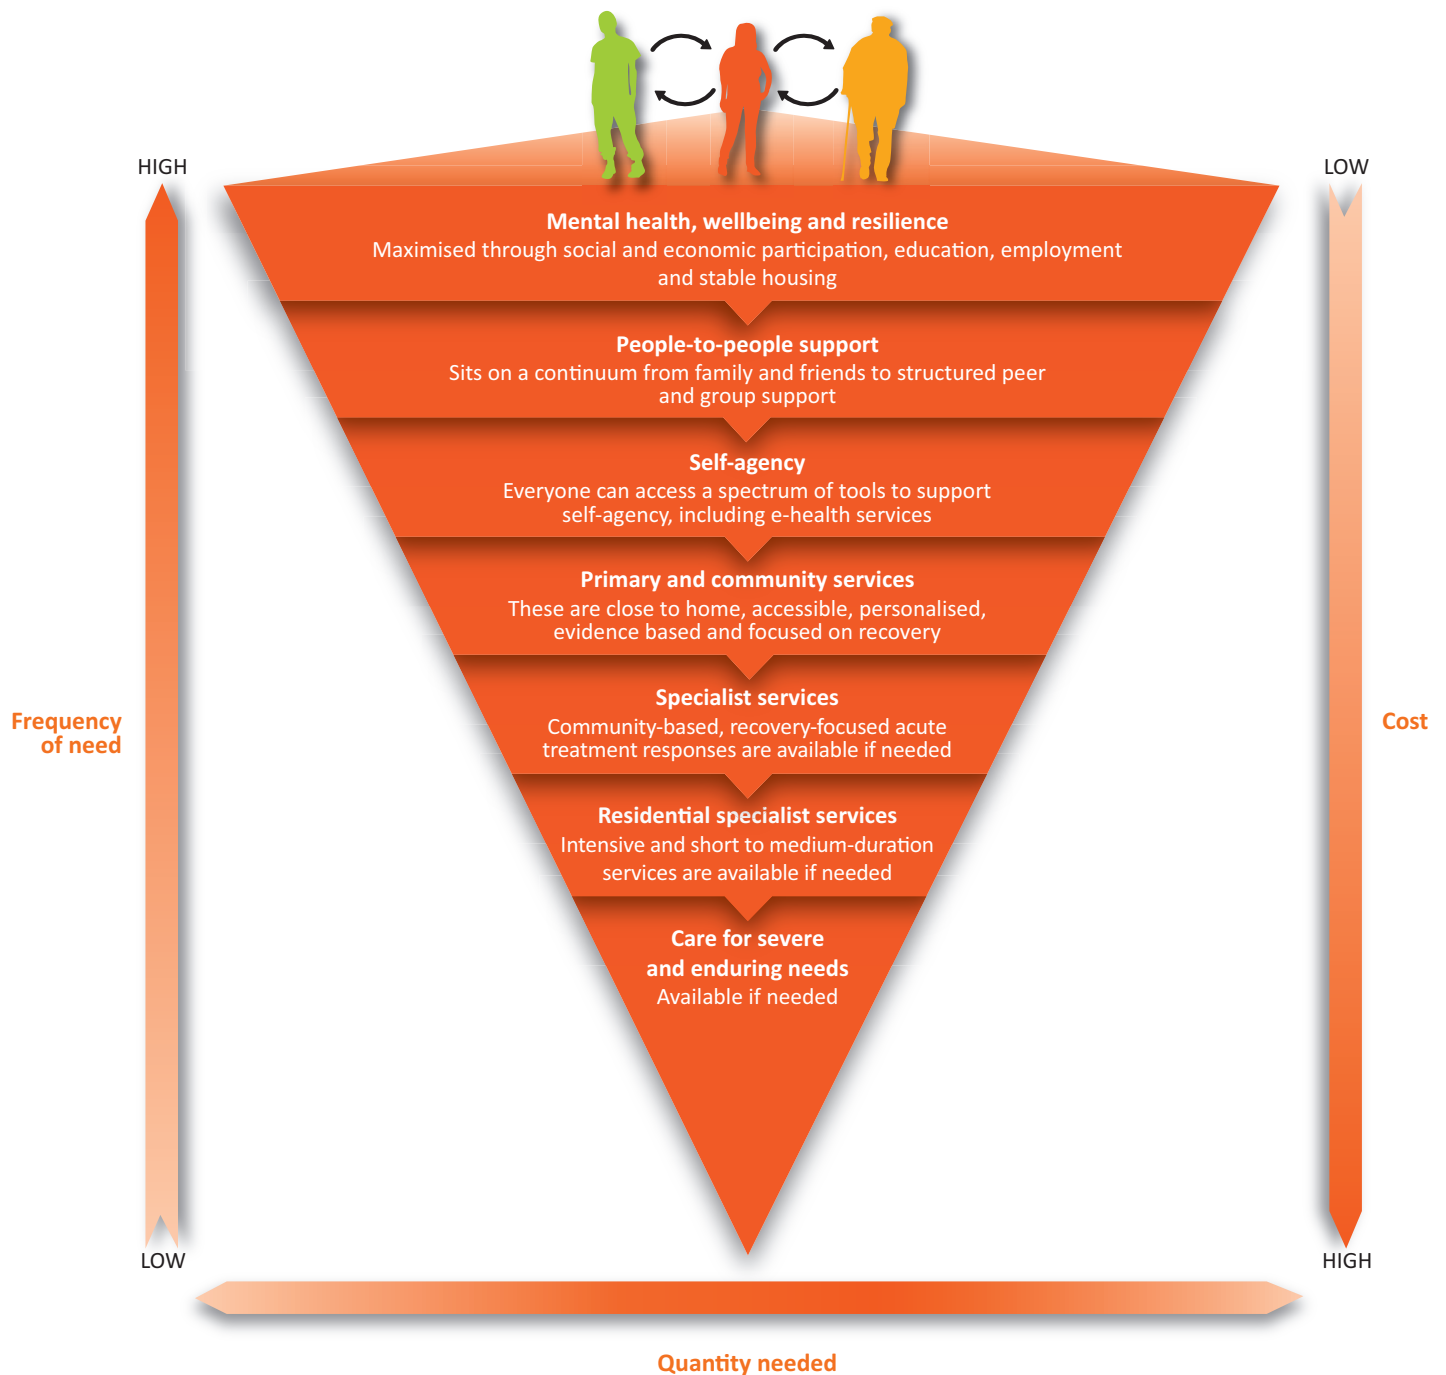 HIGH
LOW
Mental health, wellbeing and resilience
Maximised through social and economic participation, education, employment
and stable housing
People-to-people support
Sits on a continuum from family and friends to structured peer
and group support
Self-agency
Everyone can access a spectrum of tools to support
self-agency, including e-health services
Primary and community services
These are close to home, accessible, personalised,
evidence based and focused on recovery
Specialist services
Community-based, recovery-focused acute
treatment responses are available if needed
Frequency
of need
Cost
Residential specialist services
Intensive and short to medium-duration
services are available if needed
Care for severe
and enduring needs
Available if needed
LOW
HIGH
Quantity needed